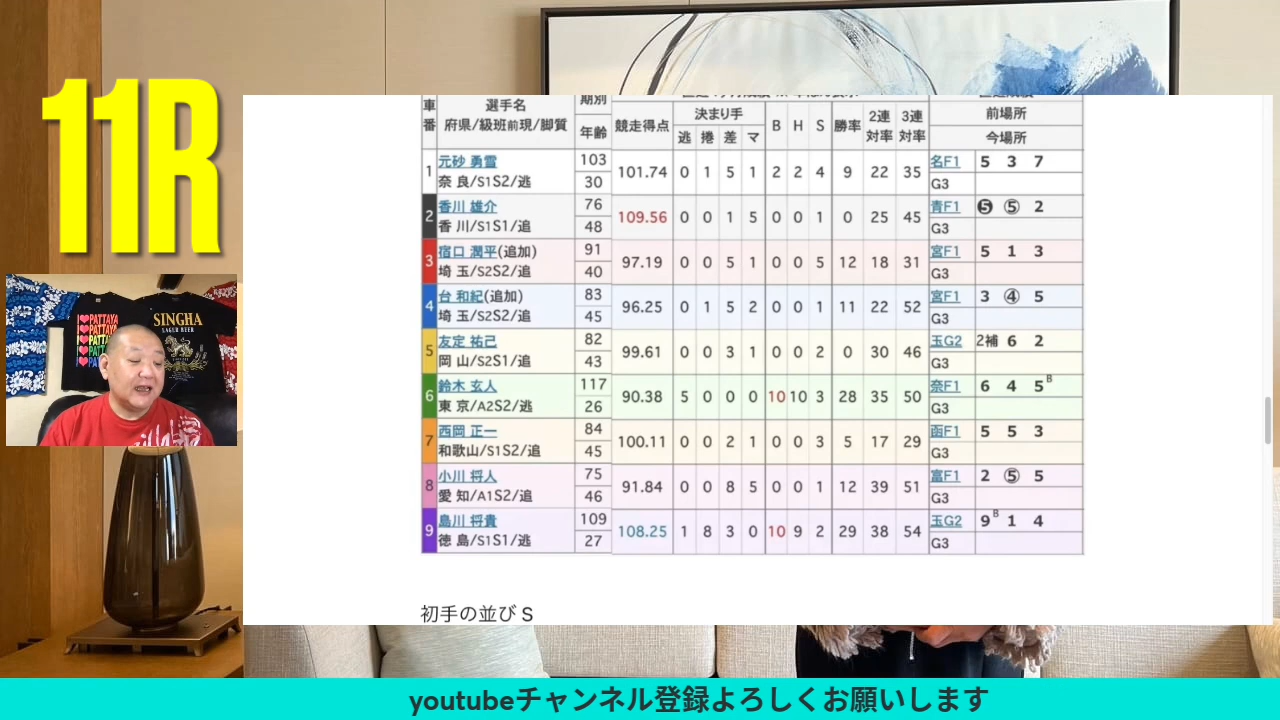 11R
車番 選手名 期別 競走得点 決まり手 B H S 勝率 2連対率 3連対率 前場所
府県/級班前現/脚質 年齢 逃 捲 差 マ 今場所
1 元砂 勇雪 103 101.74 0 1 5 1 2 2 4 9 22 35 名F1 5 3 7
奈 良/S1S2/逃 30 G3
2 香川 雄介 76 109.56 0 0 1 5 0 0 1 0 25 45 青F1 ❺ ⑤ 2
香 川/S1S1/追 48 G3
3 宿口 潤平(追加) 91 97.19 0 0 5 1 0 0 5 12 18 31 宮F1 5 1 3
埼 玉/S2S2/追 40 G3
4 台 和紀(追加) 83 96.25 0 1 5 2 0 0 1 11 22 52 宮F1 3 ④ 5
埼 玉/S2S2/追 45 G3
5 友定 祐己 82 99.61 0 0 3 1 0 0 2 0 30 46 玉G2 2補 6 2
岡 山/S2S1/追 43 G3
6 鈴木 玄人 117 90.38 5 0 0 0 10 10 3 28 35 50 奈F1 6 4 5B
東 京/A2S2/逃 26 G3
7 西岡 正一 84 100.11 0 0 2 1 0 0 3 5 17 29 函F1 5 5 3
和歌山/S1S2/追 45 G3
8 小川 将人 75 91.84 0 0 8 5 0 0 1 12 39 51 富F1 2 ⑤ 5
愛 知/A1S2/追 46 G3
9 島川 将貴 109 108.25 1 8 3 0 10 9 2 29 38 54 玉G2 9B 1 4
徳 島/S1S1/逃 27 G3
初手の並びS
PATTAYA
PATTAYA
PATTAYA
SINGHA
LAGER BEER
youtubeチャンネル登録よろしくお願いします